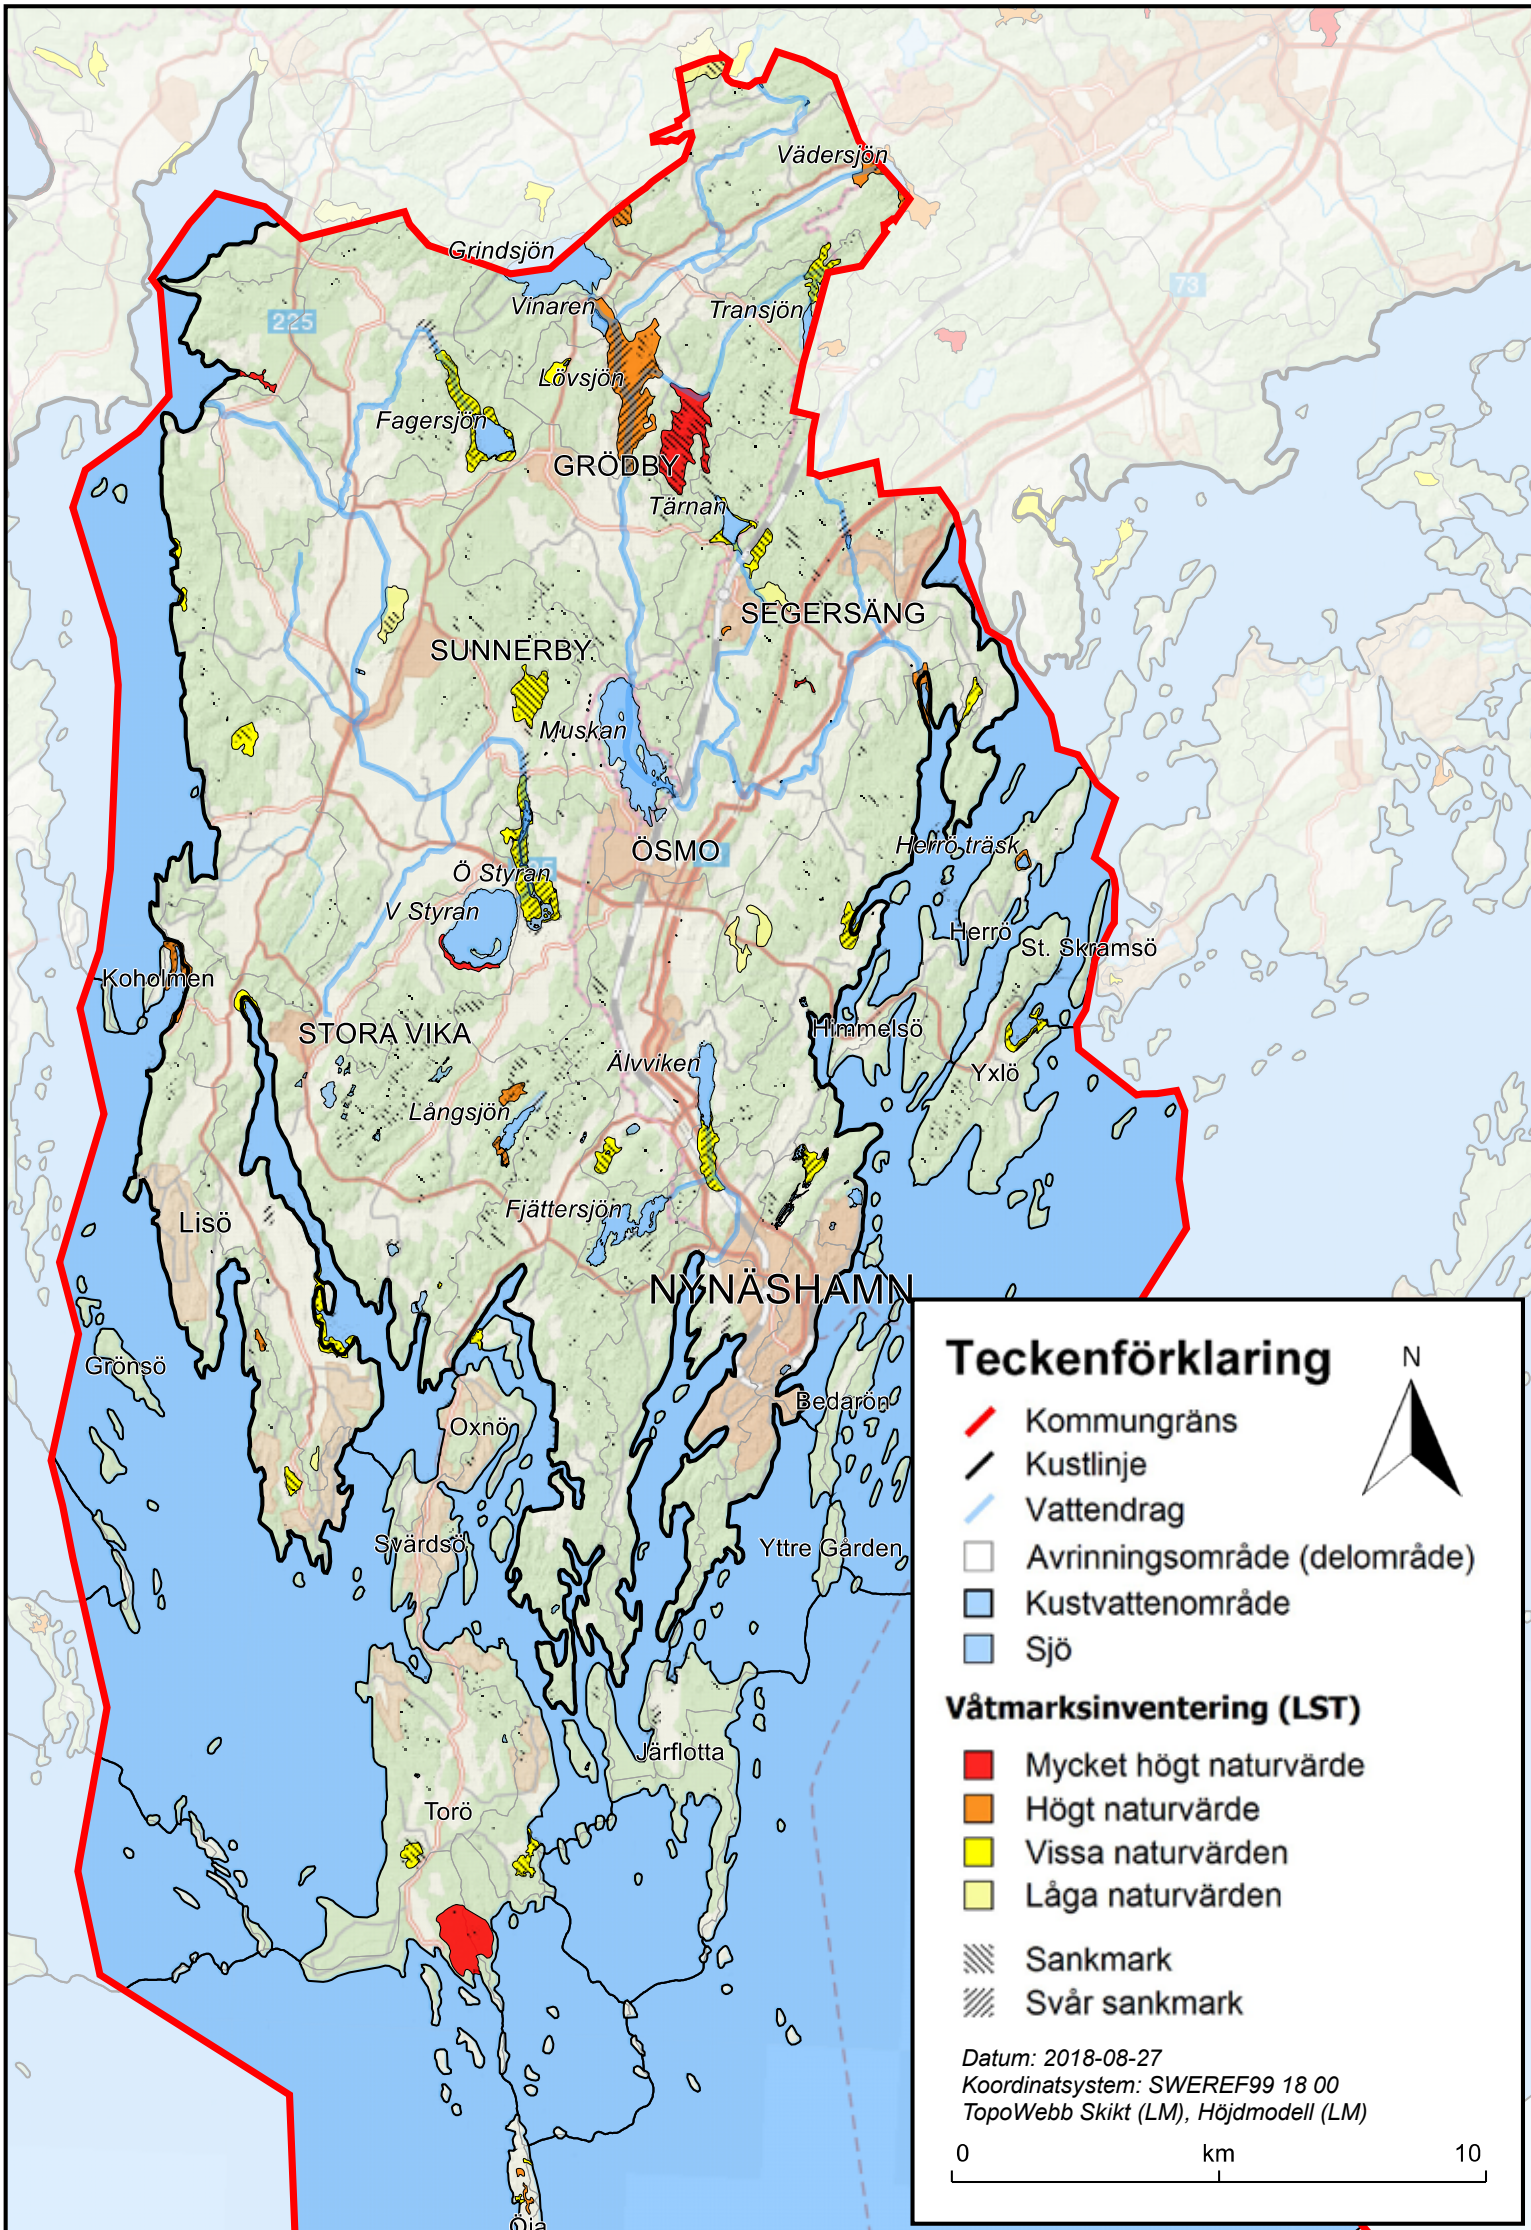 Vädersjön
Grindsjön
Vinaren
Transjön
225
73
Lövsjön
Fagersjön
GRÖDBY
Tärnan
SEGERSÄNG
SUNNERBY
Muskan
ÖSMO
Herrö träsk
Ö Styran
V Styran
Herrö
St. Skramsö
Koholmen
STORA VIKA
Himmelsö
Älvviken
Yxlö
Långsjön
Fjättersjön
Lisö
NYNÄSHAMN
Grönsö
Bedarön
Oxnö
Svärdsö
Yttre Gården
Järflotta
Torö
Öja
Teckenförklaring
N
Kommungräns
Kustlinje
Vattendrag
Avrinningsområde (delområde)
Kustvattenområde
Sjö
Våtmarksinventering (LST)
Mycket högt naturvärde
Högt naturvärde
Vissa naturvärden
Låga naturvärden
Sankmark
Svår sankmark
Datum: 2018-08-27
Koordinatsystem: SWEREF99 18 00
TopoWebb Skikt (LM), Höjdmodell (LM)
0 km 10